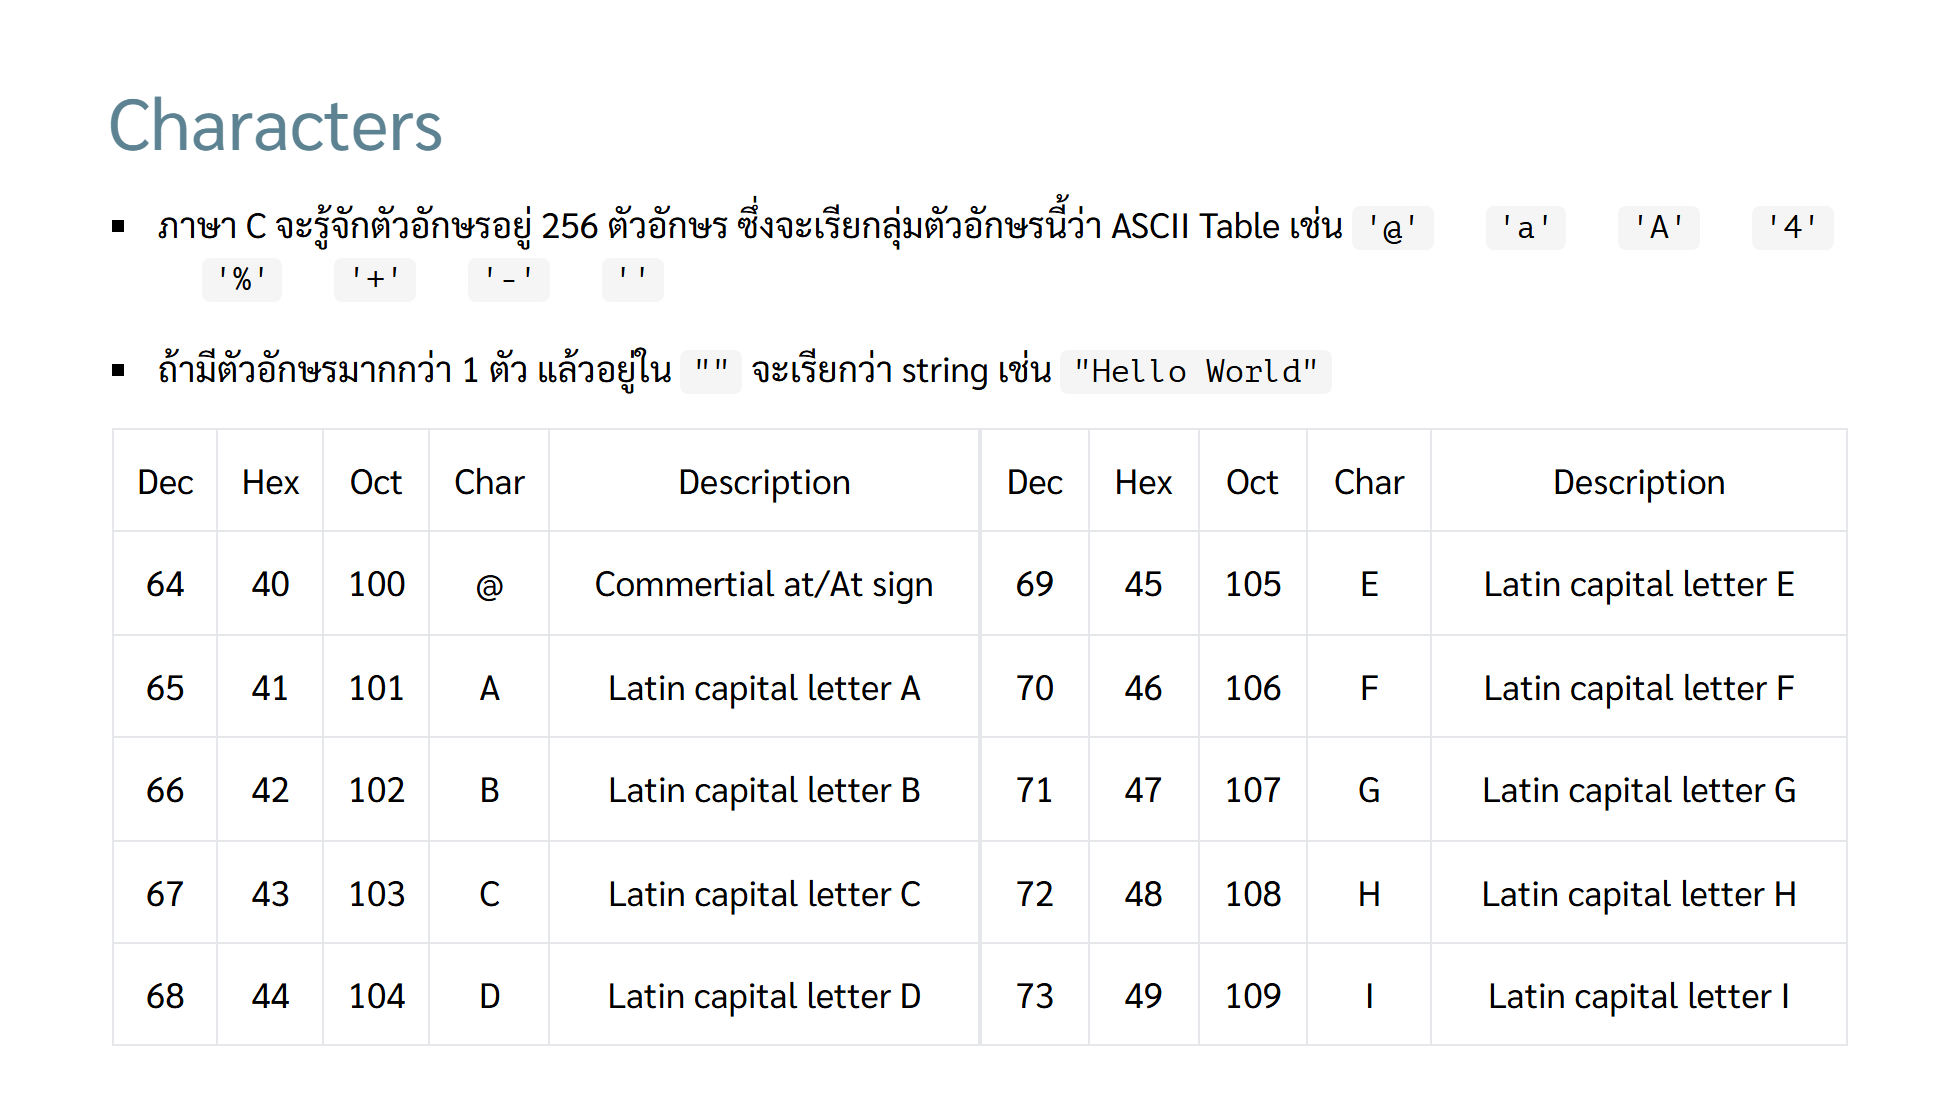 Characters
ภาษา C จะรู้จักตัวอักษรอยู่ 256 ตัวอักษร ซึ่งจะเรียกลุ่มตัวอักษรนี้ว่า ASCII Table เช่น '@' 'a' 'A' '4'
'%' '+' '-' ' '
ถ้ามีตัวอักษรมากกว่า 1 ตัว แล้วอยู่ใน "" จะเรียกว่า string เช่น "Hello World"
Dec Hex Oct Char Description Dec Hex Oct Char Description
64 40 100 @ Commertial at/At sign 69 45 105 E Latin capital letter E
65 41 101 A Latin capital letter A 70 46 106 F Latin capital letter F
66 42 102 B Latin capital letter B 71 47 107 G Latin capital letter G
67 43 103 C Latin capital letter C 72 48 108 H Latin capital letter H
68 44 104 D Latin capital letter D 73 49 109 I Latin capital letter I